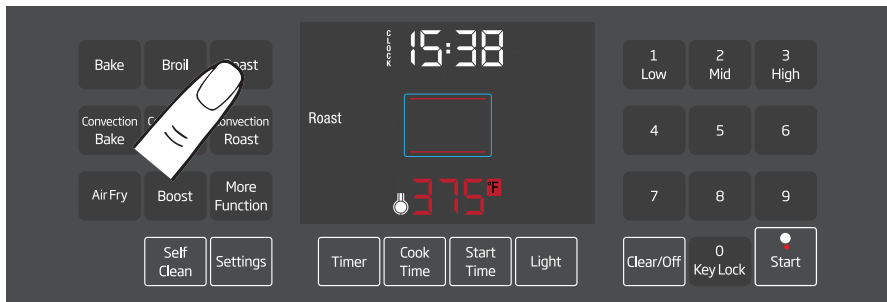 CLOCK
15:38
Bake
Broil
1
Low
2
Mid
3
High
Convection
Bake
Convection
Roast
Roast
4
5
6
Air Fry
Boost
More
Function
375°F
7
8
9
Self
Clean
Settings
Timer
Cook
Time
Start
Time
Light
Clear/Off
0
Key Lock
Start